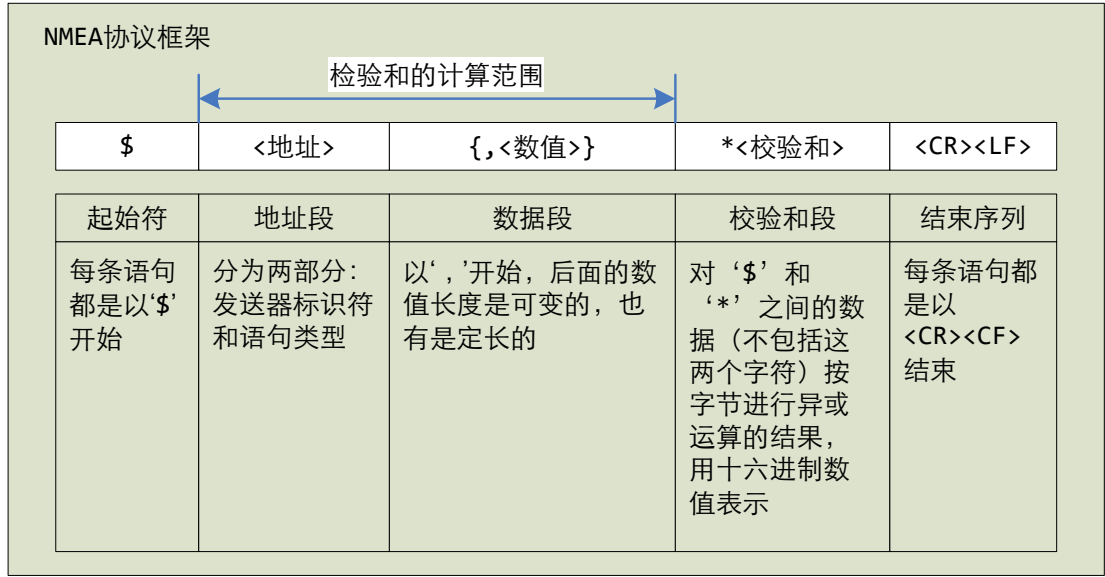 NMEA协议框架
检验和的计算范围
$ <地址> {,<数值>} *<校验和> <CR><LF>
起始符 地址段 数据段 校验和段 结束序列
每条语句
都是以‘$’
开始
分为两部分：
发送器标识符
和语句类型
以‘,’开始，后面的数
值长度是可变的，也
有是定长的
对‘$’和
‘*’之间的数
据（不包括这
两个字符）按
字节进行异或
运算的结果，
用十六进制数
值表示
每条语句都
是以
<CR><CF>
结束